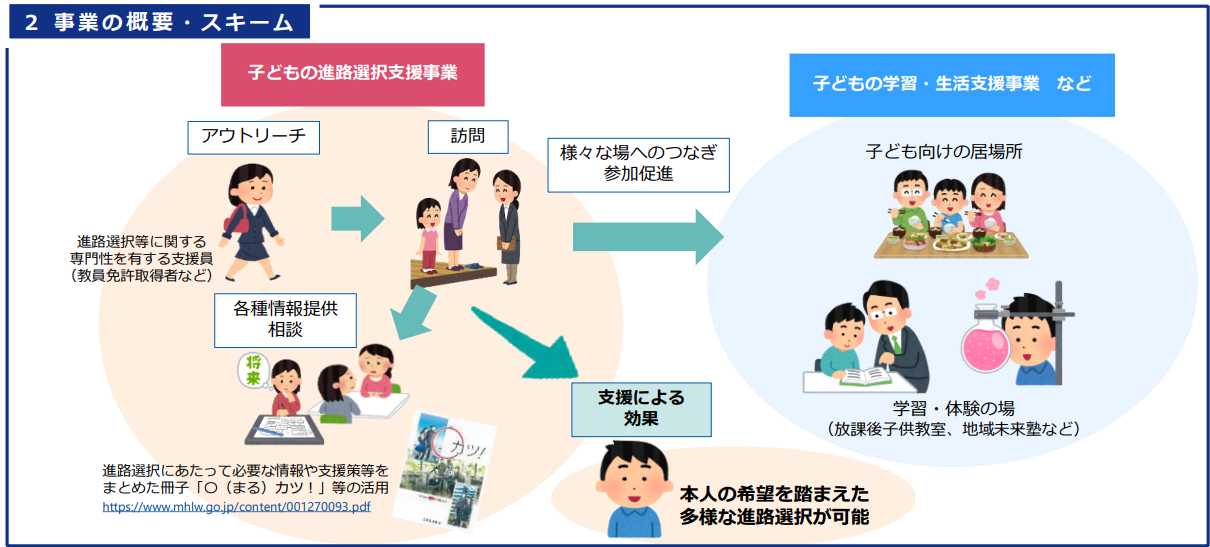 2 事業の概要・スキーム
子どもの進路選択支援事業
アウトリーチ
訪問
進路選択等に関する
専門性を有する支援員
（教員免許取得者など）
各種情報提供
相談
将来
進路選択にあたって必要な情報や支援策等を
まとめた冊子「〇（まる）カツ！」等の活用
https://www.mhlw.go.jp/content/001270093.pdf
カツ!
様々な場へのつなぎ
参加促進
支援による
効果
本人の希望を踏まえた
多様な進路選択が可能
子どもの学習・生活支援事業　など
子ども向けの居場所
学習・体験の場
（放課後子供教室、地域未来塾など）